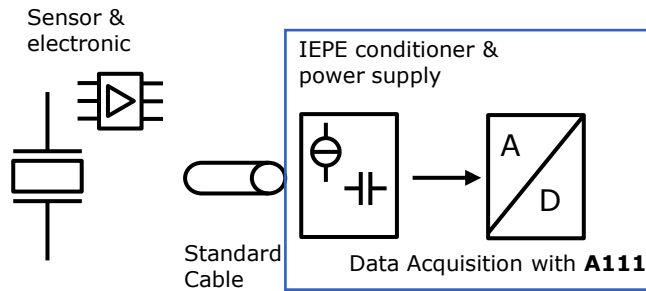 Sensor &
electronic
IEPE conditioner &
power supply
A
D
Standard
Cable
Data Acquisition with A111